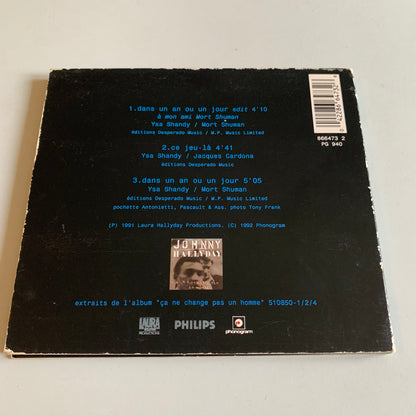 1.dans un an ou un jour edit 4'10
à mon ami Mort Shuman
Ysa Shandy / Mort Shuman
éditions Desperado Music / W.P. Music Limited
2.ce jeu-là 4'41
Ysa Shandy / Jacques Cardona
éditions Desperado Music
3.dans un an ou un jour 5'05
Ysa Shandy / Mort Shuman
éditions Desperado Music / W.P. Music Limited
pochette Antonietti, Pascault & Ass. photo Tony Frank
(P) 1991 Laura Hallyday Productions. (C) 1992 Phonogram
JOHNNY
HALLYDAY
extraits de l'album "ça ne change pas un homme" 510850-1/2/4
LAURA
PHILIPS
phonogram
866473 2
PG 940